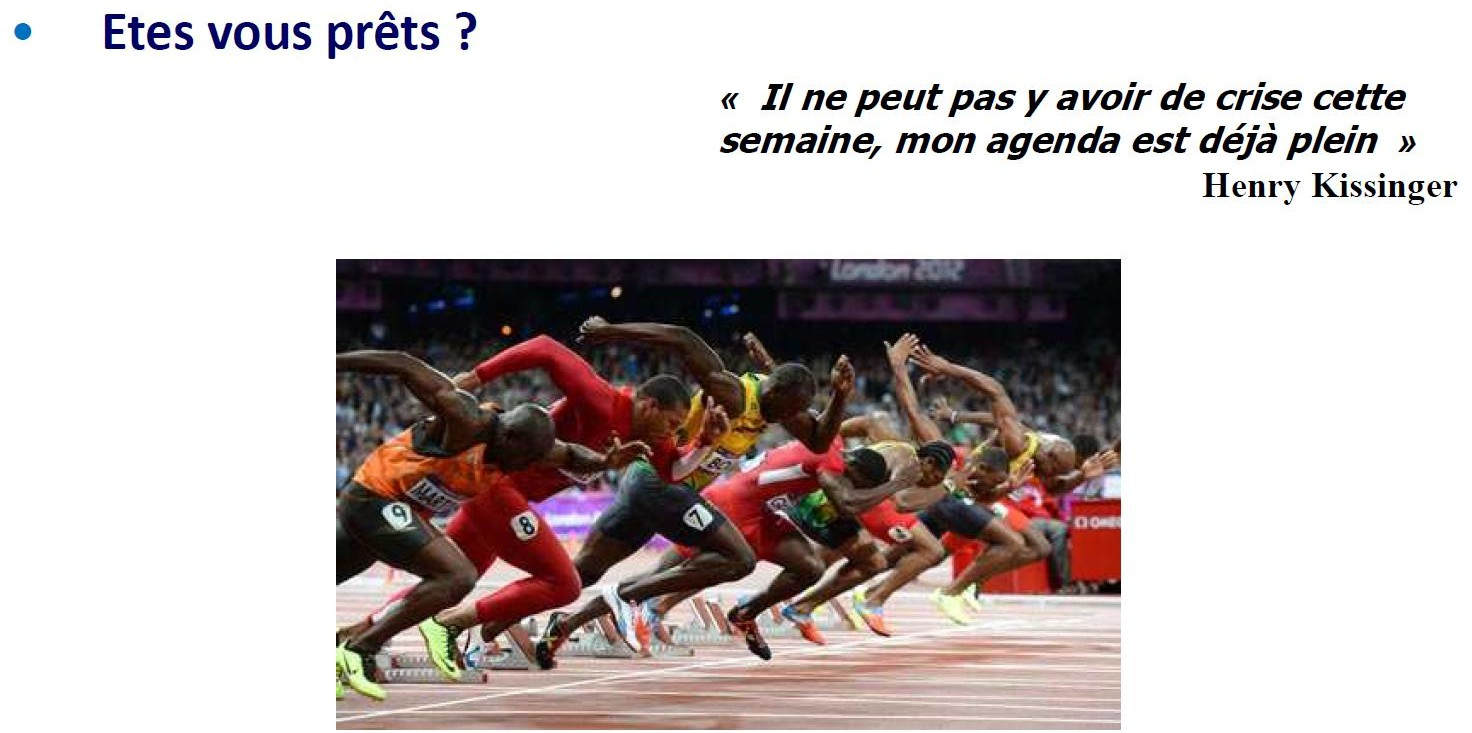 • Etes vous prêts ?
« Il ne peut pas y avoir de crise cette
semaine, mon agenda est déjà plein »
Henry Kissinger
London 2012
9
8
7